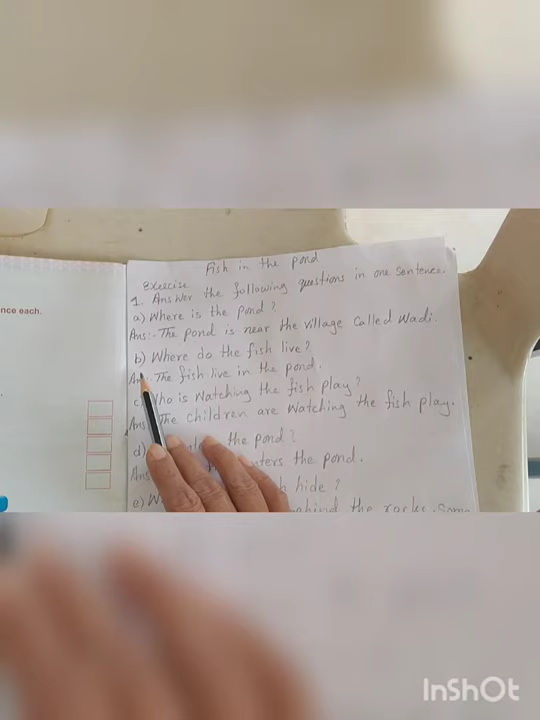 nce each.
Fish in the pond
Exercise
1. Answer the following questions in one sentence.
a) Where is the pond?
Ans:- The pond is near the village called Wadi.
b) Where do the fish live?
The fish live in the pond.
who is watching the fish play?
Ans The children are watching the fish play.
d) the pond?
Ans enters the pond.
e) hide?
behind the rocks. Some
InShOt